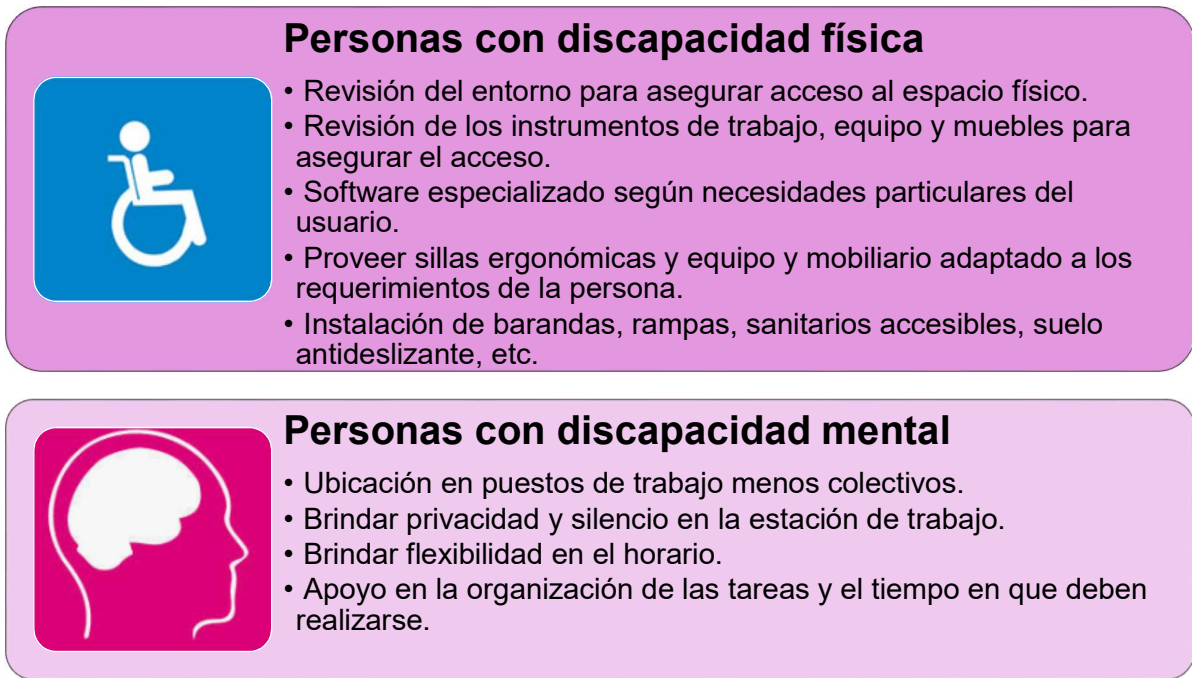 Personas con discapacidad física
• Revisión del entorno para asegurar acceso al espacio físico.
• Revisión de los instrumentos de trabajo, equipo y muebles para
asegurar el acceso.
• Software especializado según necesidades particulares del
usuario.
• Proveer sillas ergonómicas y equipo y mobiliario adaptado a los
requerimientos de la persona.
• Instalación de barandas, rampas, sanitarios accesibles, suelo
antideslizante, etc.
Personas con discapacidad mental
• Ubicación en puestos de trabajo menos colectivos.
• Brindar privacidad y silencio en la estación de trabajo.
• Brindar flexibilidad en el horario.
• Apoyo en la organización de las tareas y el tiempo en que deben
realizarse.